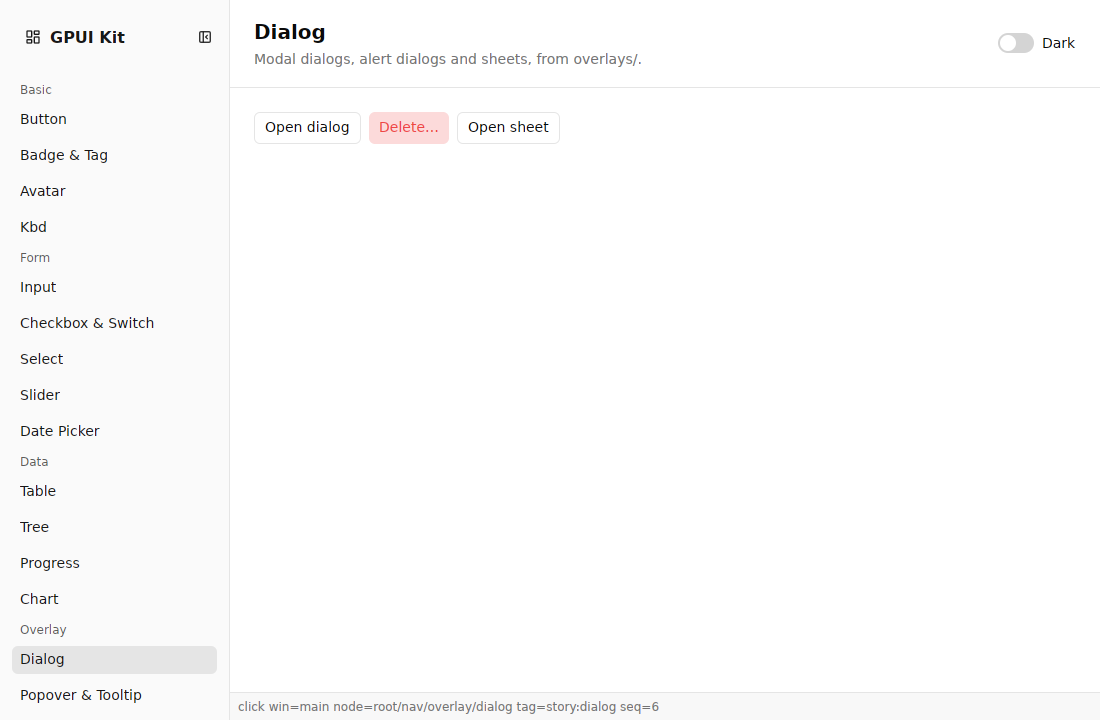 GPUI Kit
Basic
Button
Badge & Tag
Avatar
Kbd
Form
Input
Checkbox & Switch
Select
Slider
Date Picker
Data
Table
Tree
Progress
Chart
Overlay
Dialog
Popover & Tooltip
Dialog
Modal dialogs, alert dialogs and sheets, from overlays/.
Dark
Open dialog
Delete...
Open sheet
click win=main node=root/nav/overlay/dialog tag=story:dialog seq=6